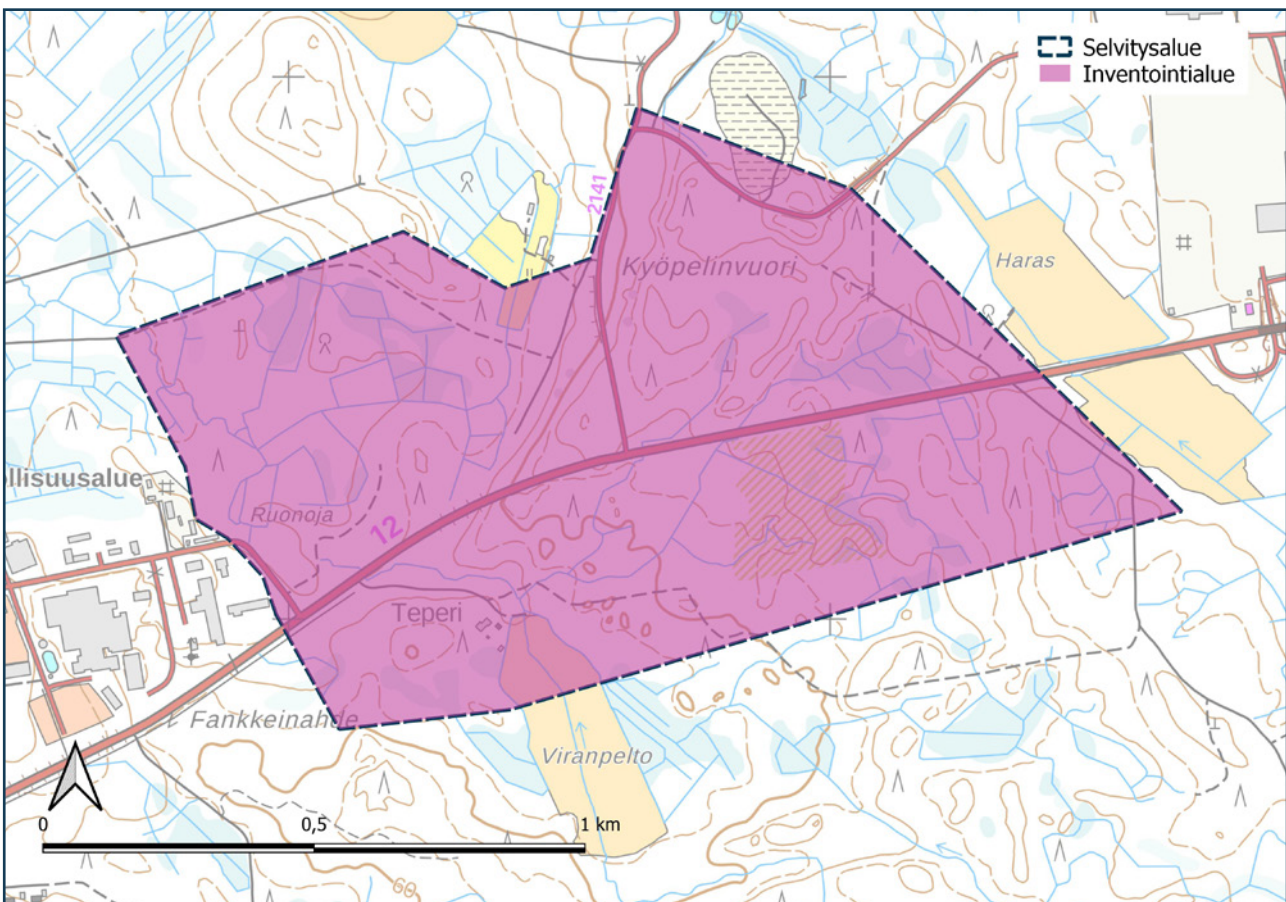 Selvitysalue
Inventointialue
2141
Kyöpelinvuori
Haras
ollisuusalue
Ruonoja
12
Teperi
Fankkeinahde
Viranpelto
0 0,5 1 km
60